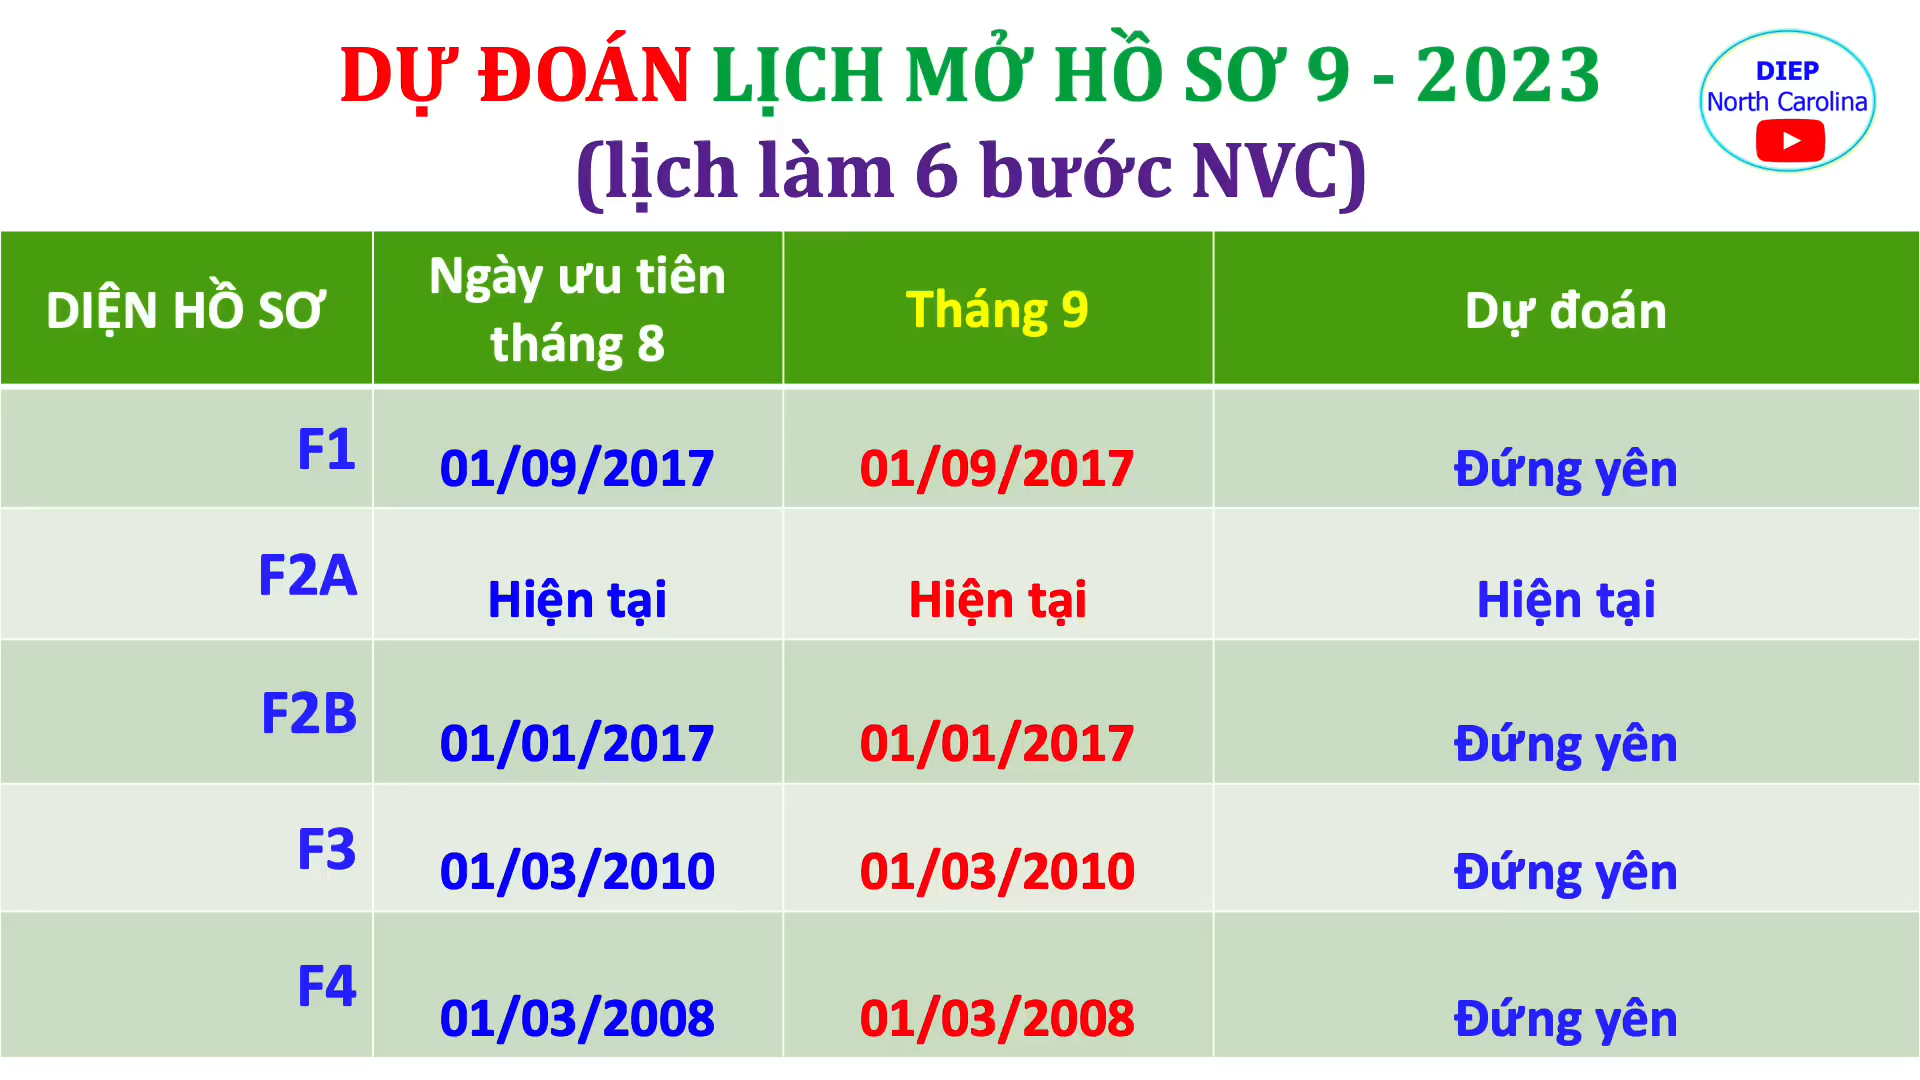 DỰ ĐOÁN LỊCH MỞ HỒ SƠ 9 - 2023
(lịch làm 6 bước NVC)
DIEP
North Carolina
DIỆN HỒ SƠ
Ngày ưu tiên
tháng 8
Tháng 9
Dự đoán
F1 01/09/2017 01/09/2017 Đứng yên
F2A Hiện tại Hiện tại Hiện tại
F2B 01/01/2017 01/01/2017 Đứng yên
F3 01/03/2010 01/03/2010 Đứng yên
F4 01/03/2008 01/03/2008 Đứng yên